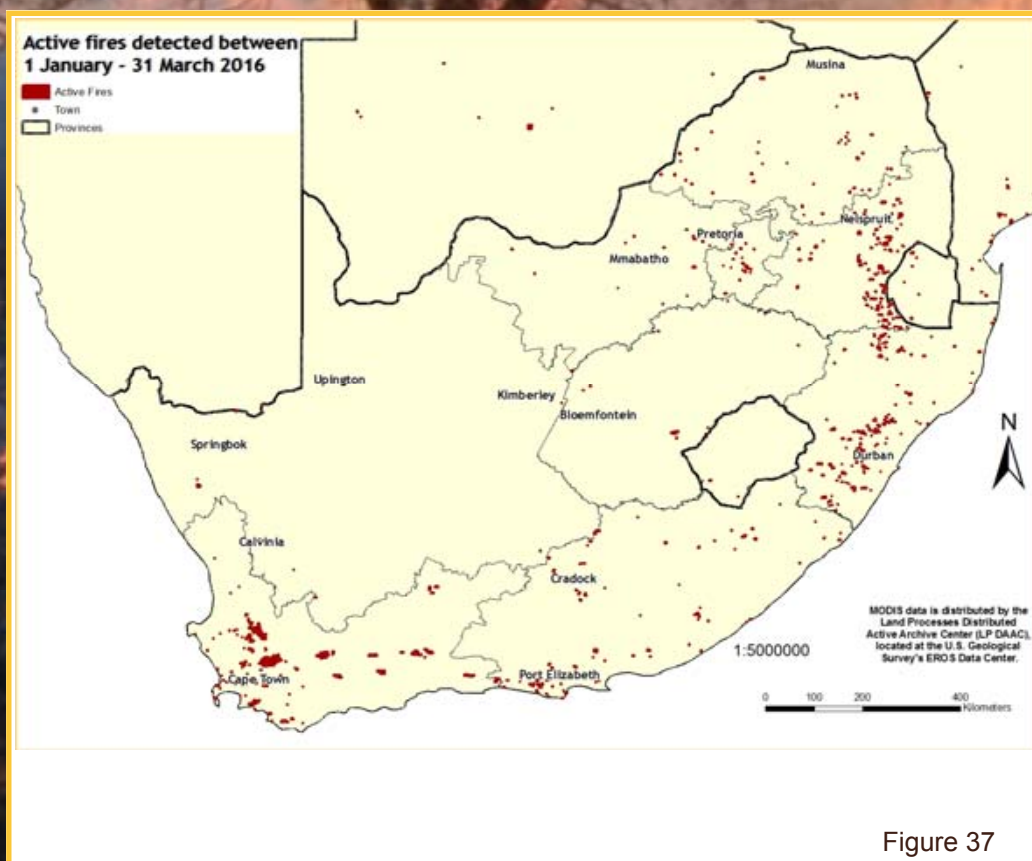 Active fires detected between
1 January - 31 March 2016
Active Fires
Town
Provinces
Musina
Nelspruit
Pretoria
Mmabatho
Upington
Kimberley
Bloemfontein
Springbok
Durban
N
Calvinia
Cradock
MODIS data is distributed by the
Land Processes Distributed
Active Archive Center (LP DAAC),
located at the U.S. Geological
Survey's EROS Data Center.
1:5000000
Cape Town
Port Elizabeth
0 100 200 400
Kilometers
Figure 37